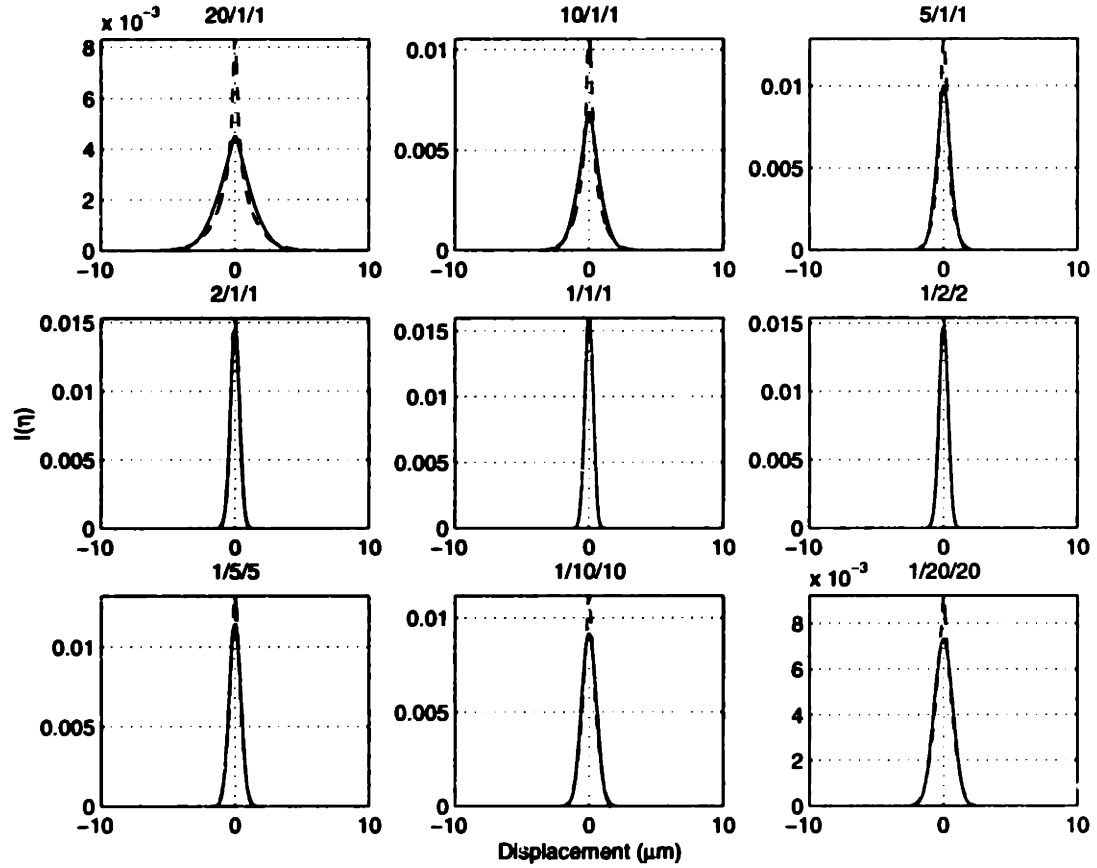 x 10⁻³ 20/1/1 10/1/1 5/1/1
8 0.01 0.01
6
4 0.005 0.005
2
0 0 0
−10 0 10 −10 0 10 −10 0 10
2/1/1 1/1/1 1/2/2
0.015 0.015 0.015
0.01 0.01 0.01
I(η)
0.005 0.005 0.005
0 0 0
−10 0 10 −10 0 10 −10 0 10
1/5/5 1/10/10 x 10⁻³ 1/20/20
0.01 0.01 8
6
0.005 0.005 4
2
0 0 0
−10 0 10 −10 0 10 −10 0 10
Displacement (μm)